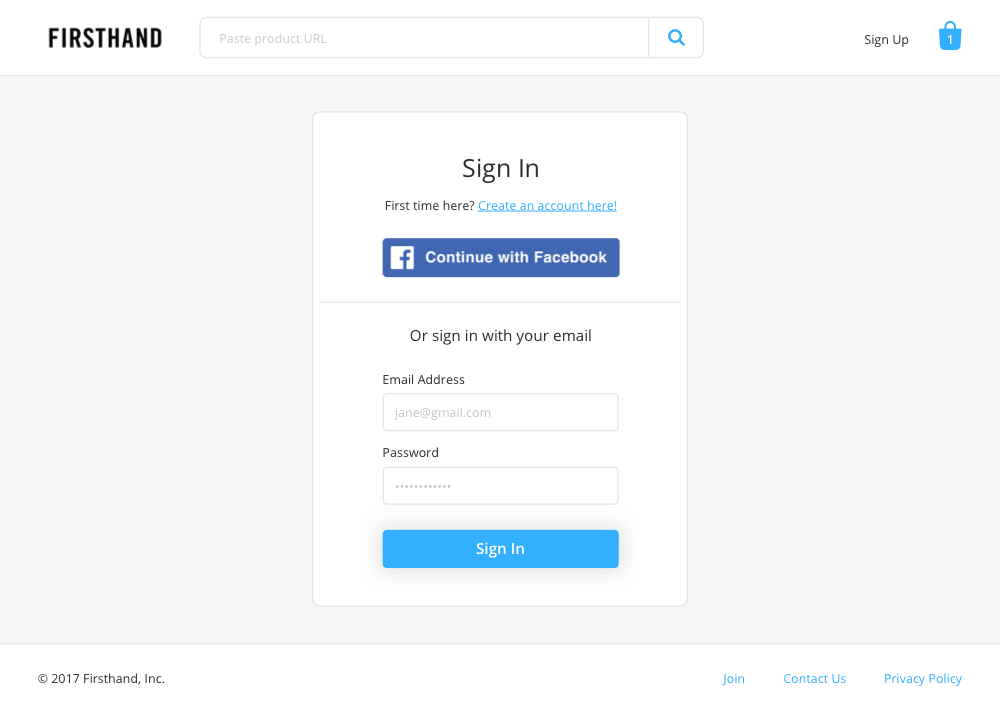 FIRSTHAND
Paste product URL
Sign Up
1
Sign In
First time here? Create an account here!
Continue with Facebook
Or sign in with your email
Email Address
jane@gmail.com
Password
••••••••••••
Sign In
© 2017 Firsthand, Inc.
Join
Contact Us
Privacy Policy